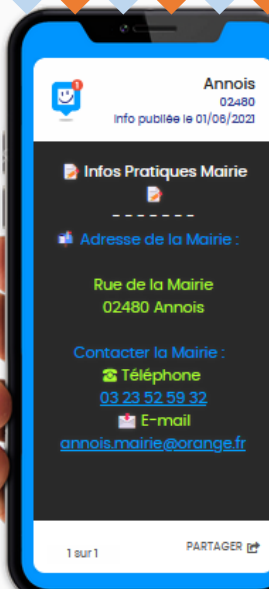 1
Annois
02480
Info publiée le 01/06/2021
Infos Pratiques Mairie
- - - - - - -
Adresse de la Mairie :
Rue de la Mairie
02480 Annois
Contacter la Mairie :
Téléphone
03 23 52 59 32
E-mail
annois.mairie@orange.fr
1 sur 1
PARTAGER